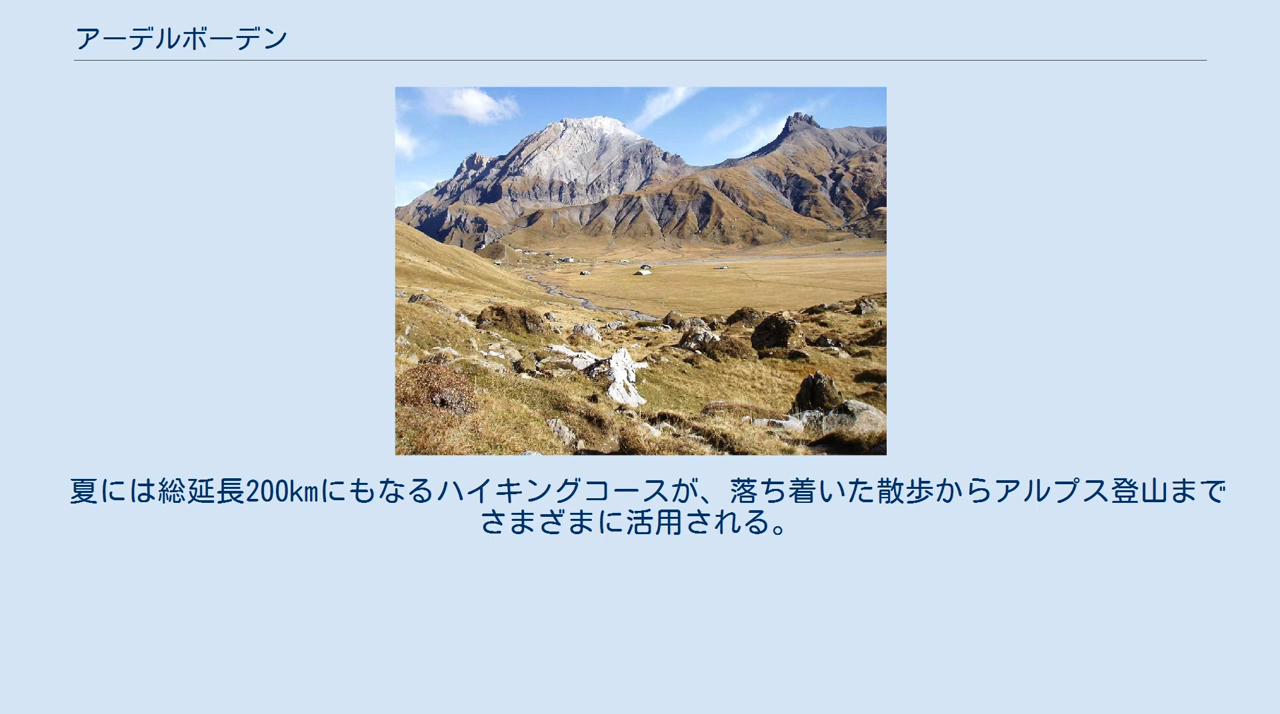 アーデルボーデン
夏には総延長200kmにもなるハイキングコースが、落ち着いた散歩からアルプス登山まで
さまざまに活用される。